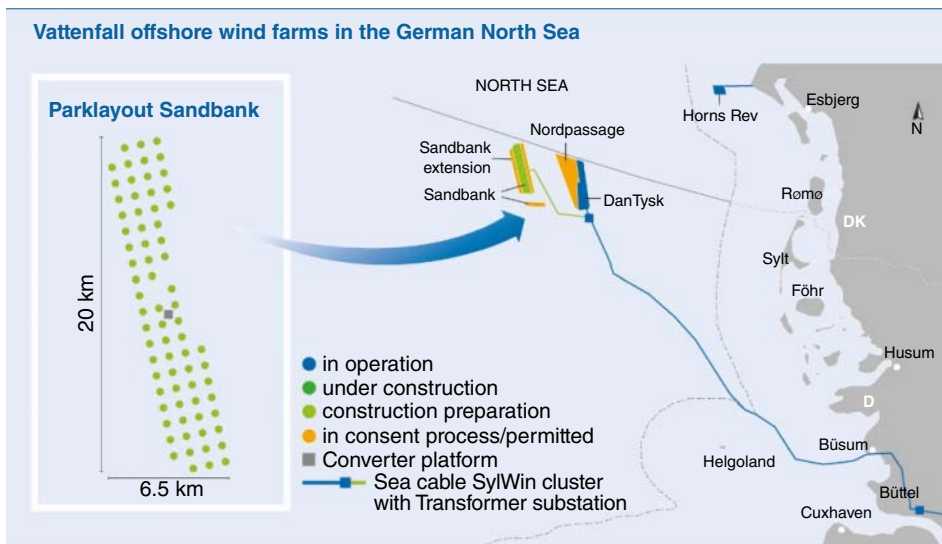 Vattenfall offshore wind farms in the German North Sea
Parklayout Sandbank
20 km
6.5 km
NORTH SEA
Horns Rev
Esbjerg
N
Nordpassage
Sandbank
extension
Sandbank
DanTysk
Rømø
DK
Sylt
Föhr
Husum
D
Helgoland
Büsum
Büttel
Cuxhaven
in operation
under construction
construction preparation
in consent process/permitted
Converter platform
Sea cable SylWin cluster
with Transformer substation